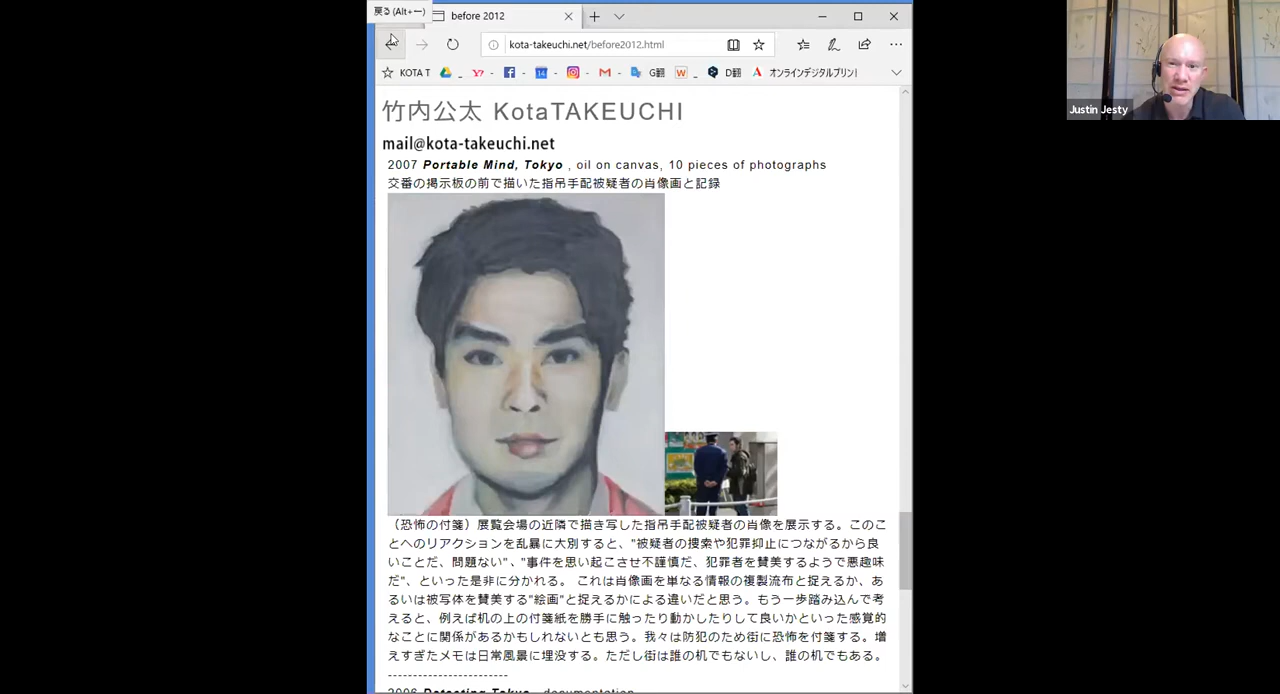 戻る (Alt+←)
before 2012
kota-takeuchi.net/before2012.html
KOTA T
G翻
D翻
オンラインデジタルプリン
竹内公太 KotaTAKEUCHI
mail@kota-takeuchi.net
2007 Portable Mind, Tokyo , oil on canvas, 10 pieces of photographs
交番の掲示板の前で描いた指吊手配被疑者の肖像画と記録
（恐怖の付箋）展覧会場の近隣で描き写した指吊手配被疑者の肖像を展示する。このこ
とへのリアクションを乱暴に大別すると、"被疑者の捜索や犯罪抑止につながるから良
いことだ、問題ない"、"事件を思い起こさせ不謹慎だ、犯罪者を賛美するようで悪趣味
だ"、といった是非に分かれる。 これは肖像画を単なる情報の複製流布と捉えるか、あ
るいは被写体を賛美する"絵画"と捉えるかによる違いだと思う。もう一歩踏み込んで考
えると、例えば机の上の付箋紙を勝手に触ったり動かしたりして良いかといった感覚的
なことに関係があるかもしれないとも思う。我々は防犯のため街に恐怖を付箋する。増
えすぎたメモは日常風景に埋没する。ただし街は誰の机でもないし、誰の机でもある。
------------------------
2006 Detecting Tokyo , documentation
Justin Jesty